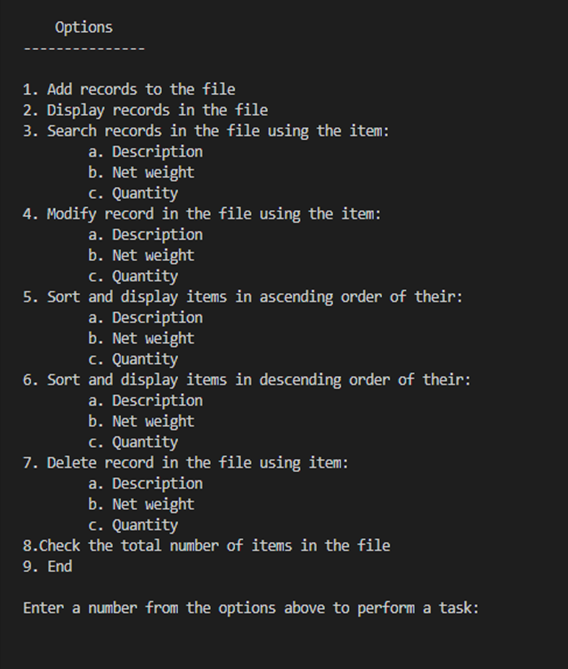 Options
---------------
1. Add records to the file
2. Display records in the file
3. Search records in the file using the item:
a. Description
b. Net weight
c. Quantity
4. Modify record in the file using the item:
a. Description
b. Net weight
c. Quantity
5. Sort and display items in ascending order of their:
a. Description
b. Net weight
c. Quantity
6. Sort and display items in descending order of their:
a. Description
b. Net weight
c. Quantity
7. Delete record in the file using item:
a. Description
b. Net weight
c. Quantity
8.Check the total number of items in the file
9. End
Enter a number from the options above to perform a task: